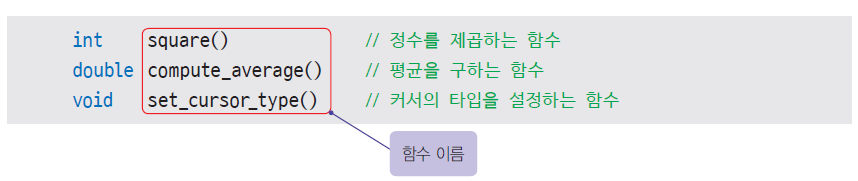 int square() // 정수를 제곱하는 함수
double compute_average() // 평균을 구하는 함수
void set_cursor_type() // 커서의 타입을 설정하는 함수
함수 이름